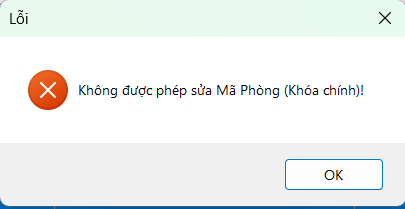 Lỗi
Không được phép sửa Mã Phòng (Khóa chính)!
OK